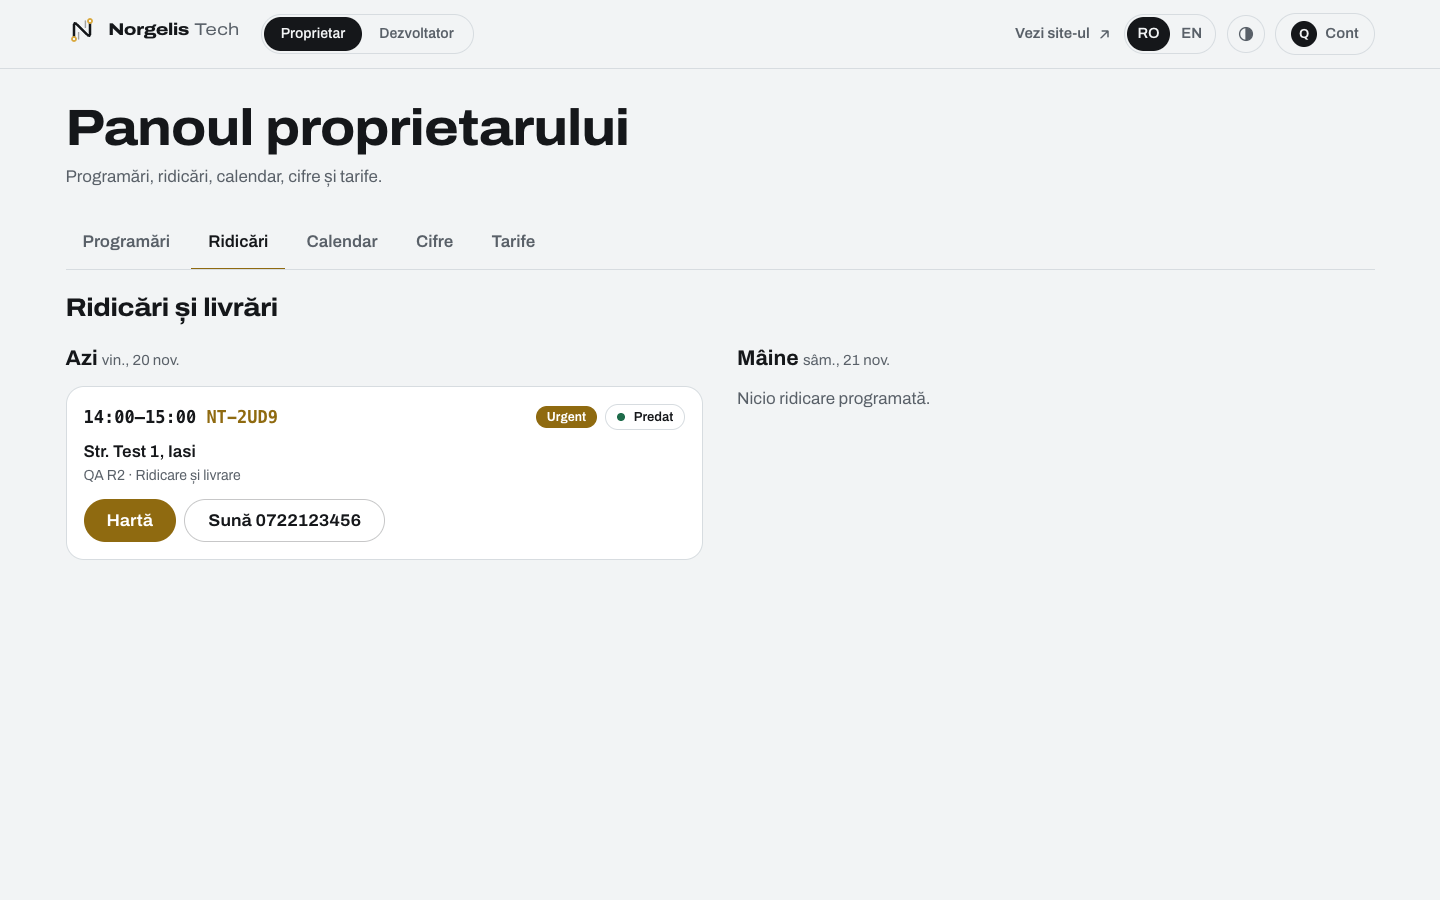 Norgelis Tech Proprietar Dezvoltator Vezi site-ul RO EN Q Cont
Panoul proprietarului
Programări, ridicări, calendar, cifre și tarife.
Programări Ridicări Calendar Cifre Tarife
Ridicări și livrări
Azi vin., 20 nov.
14:00–15:00 NT-2UD9 Urgent Predat
Str. Test 1, Iasi
QA R2 · Ridicare și livrare
Hartă Sună 0722123456
Mâine sâm., 21 nov.
Nicio ridicare programată.